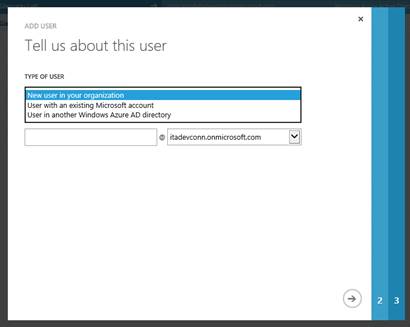 ADD USER
Tell us about this user
TYPE OF USER
New user in your organization
User with an existing Microsoft account
User in another Windows Azure AD directory
@ itadevconn.onmicrosoft.com
2 3